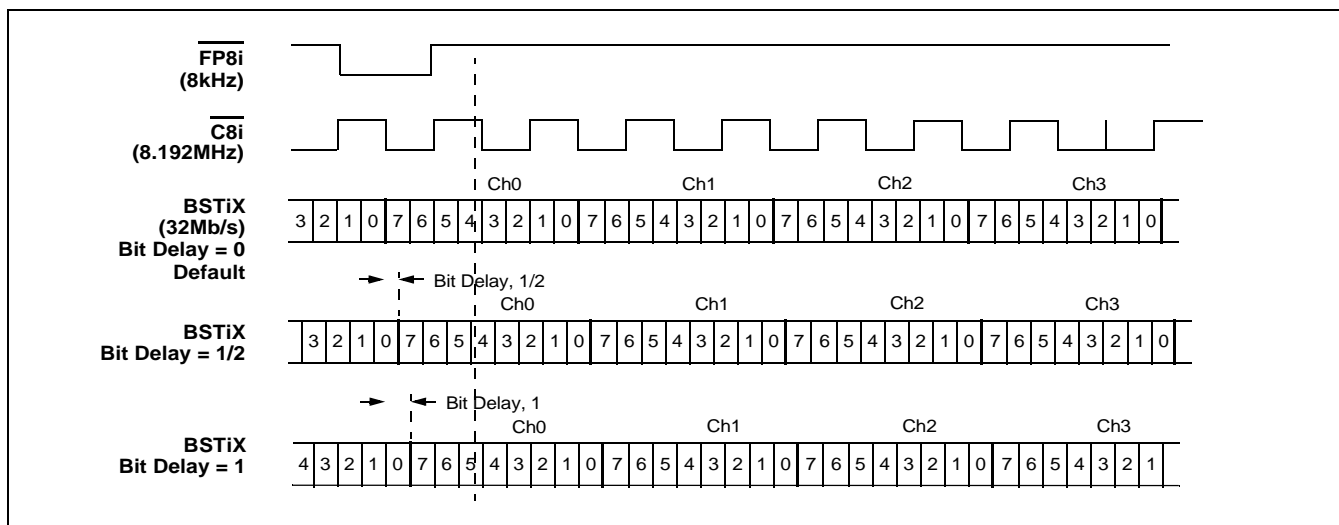 FP8i
(8kHz)
C8i
(8.192MHz)
Ch0 Ch1 Ch2 Ch3
BSTiX
(32Mb/s)
Bit Delay = 0
Default
3 2 1 0 7 6 5 4 3 2 1 0 7 6 5 4 3 2 1 0 7 6 5 4 3 2 1 0 7 6 5 4 3 2 1 0
Bit Delay, 1/2
Ch0 Ch1 Ch2 Ch3
BSTiX
Bit Delay = 1/2
3 2 1 0 7 6 5 4 3 2 1 0 7 6 5 4 3 2 1 0 7 6 5 4 3 2 1 0 7 6 5 4 3 2 1 0
Bit Delay, 1
Ch0 Ch1 Ch2 Ch3
BSTiX
Bit Delay = 1
4 3 2 1 0 7 6 5 4 3 2 1 0 7 6 5 4 3 2 1 0 7 6 5 4 3 2 1 0 7 6 5 4 3 2 1